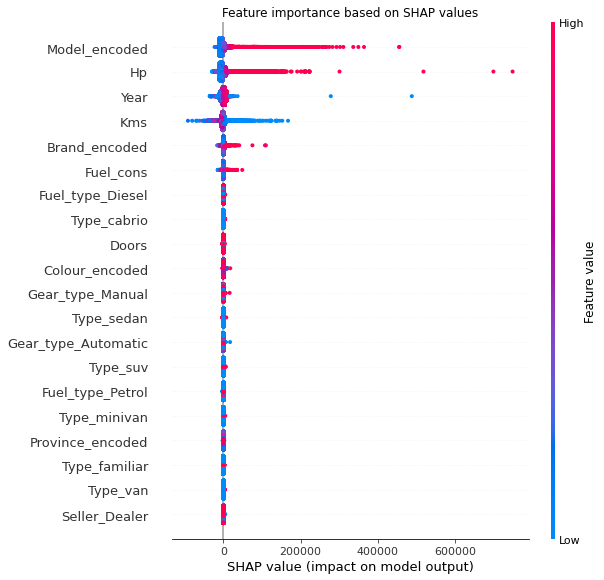 Feature importance based on SHAP values
High
Model_encoded
Hp
Year
Kms
Brand_encoded
Fuel_cons
Fuel_type_Diesel
Type_cabrio
Doors
Colour_encoded
Gear_type_Manual
Type_sedan
Gear_type_Automatic
Type_suv
Fuel_type_Petrol
Type_minivan
Province_encoded
Type_familiar
Type_van
Seller_Dealer
Feature value
Low
0 200000 400000 600000
SHAP value (impact on model output)